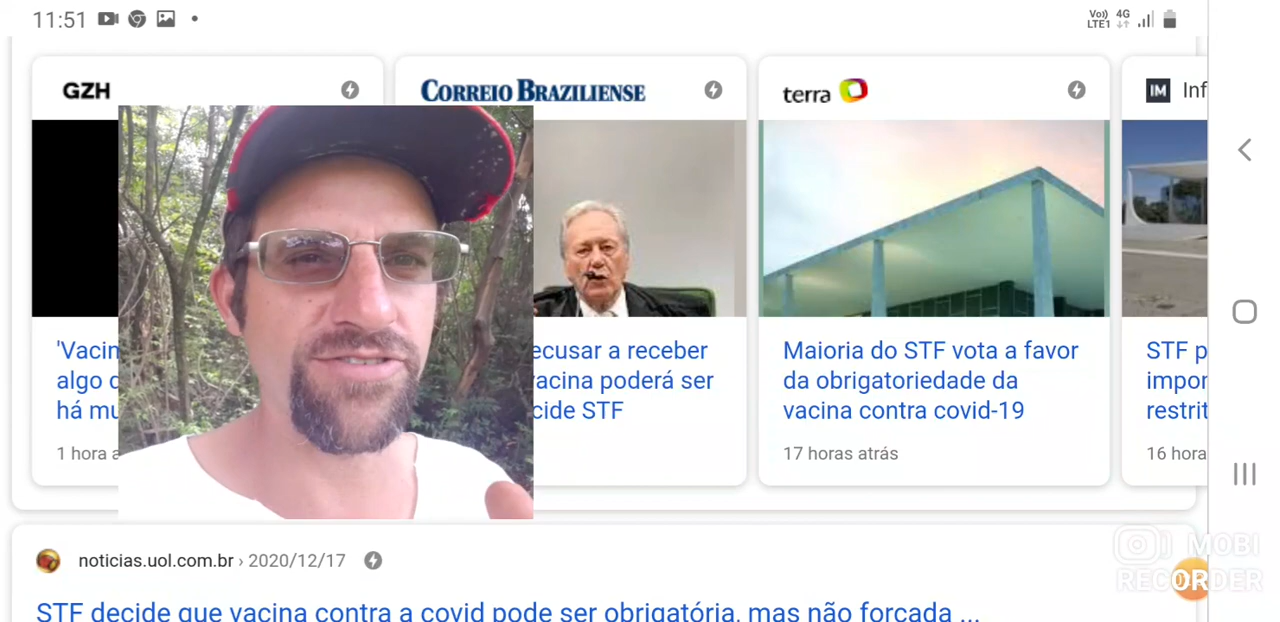 11:51
Vo)) LTE1 4G
GZH
CORREIO BRAZILIENSE
terra
IM Inf
'Vacin
algo d
há mu
1 hora a
ecusar a receber
vacina poderá ser
cide STF
Maioria do STF vota a favor
da obrigatoriedade da
vacina contra covid-19
17 horas atrás
STF p
impor
restrit
16 hora
noticias.uol.com.br › 2020/12/17
STF decide que vacina contra a covid pode ser obrigatória, mas não forçada ...
MOBI
RECORDER